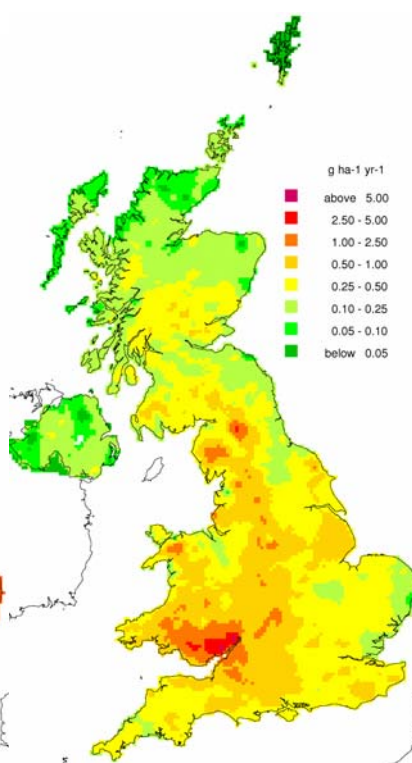 g ha-1 yr-1
above 5.00
2.50 - 5.00
1.00 - 2.50
0.50 - 1.00
0.25 - 0.50
0.10 - 0.25
0.05 - 0.10
below 0.05